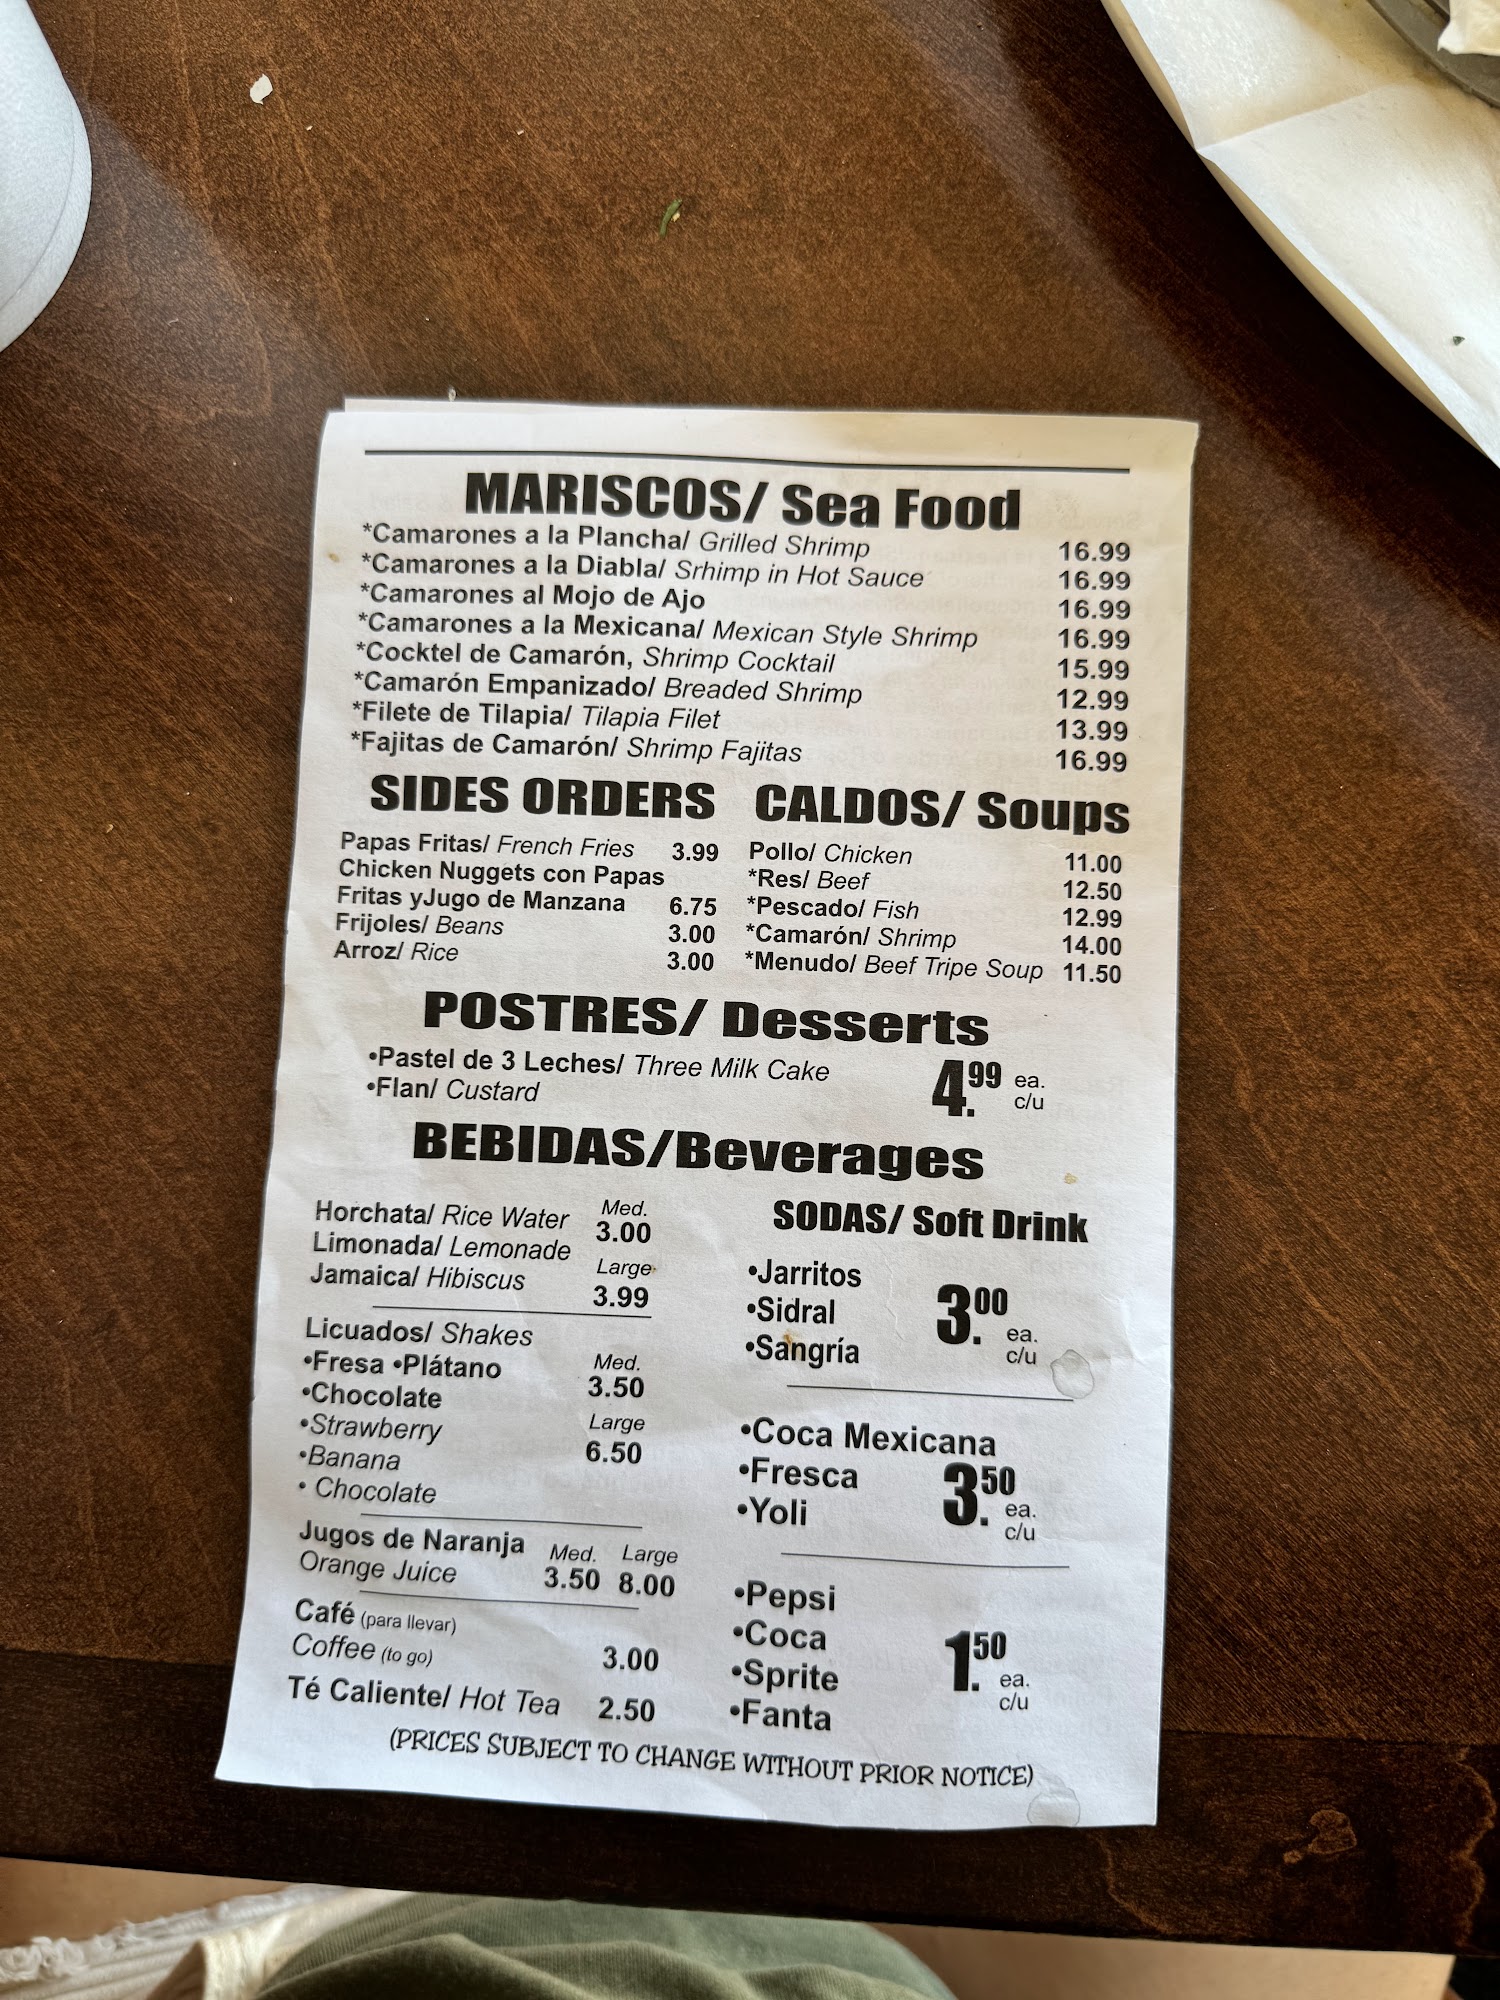 MARISCOS/ Sea Food
*Camarones a la Plancha/ Grilled Shrimp 16.99
*Camarones a la Diabla/ Srhimp in Hot Sauce 16.99
*Camarones al Mojo de Ajo 16.99
*Camarones a la Mexicana/ Mexican Style Shrimp 16.99
*Cocktel de Camarón, Shrimp Cocktail 15.99
*Camarón Empanizado/ Breaded Shrimp 12.99
*Filete de Tilapia/ Tilapia Filet 13.99
*Fajitas de Camarón/ Shrimp Fajitas 16.99
SIDES ORDERS
Papas Fritas/ French Fries 3.99
Chicken Nuggets con Papas
Fritas yJugo de Manzana 6.75
Frijoles/ Beans 3.00
Arroz/ Rice 3.00
CALDOS/ Soups
Pollo/ Chicken 11.00
*Res/ Beef 12.50
*Pescado/ Fish 12.99
*Camarón/ Shrimp 14.00
*Menudo/ Beef Tripe Soup 11.50
POSTRES/ Desserts
•Pastel de 3 Leches/ Three Milk Cake
•Flan/ Custard
4.99 ea.
c/u
BEBIDAS/Beverages
Horchata/ Rice Water
Limonada/ Lemonade
Jamaica/ Hibiscus
Med.
3.00
Large
3.99
Licuados/ Shakes
•Fresa •Plátano
•Chocolate
•Strawberry
•Banana
• Chocolate
Med.
3.50
Large
6.50
Jugos de Naranja
Orange Juice
Med. Large
3.50 8.00
Café (para llevar)
Coffee (to go) 3.00
Té Caliente/ Hot Tea 2.50
SODAS/ Soft Drink
•Jarritos
•Sidral
•Sangría
3.00 ea.
c/u
•Coca Mexicana
•Fresca
•Yoli
3.50 ea.
c/u
•Pepsi
•Coca
•Sprite
•Fanta
1.50 ea.
c/u
(PRICES SUBJECT TO CHANGE WITHOUT PRIOR NOTICE)